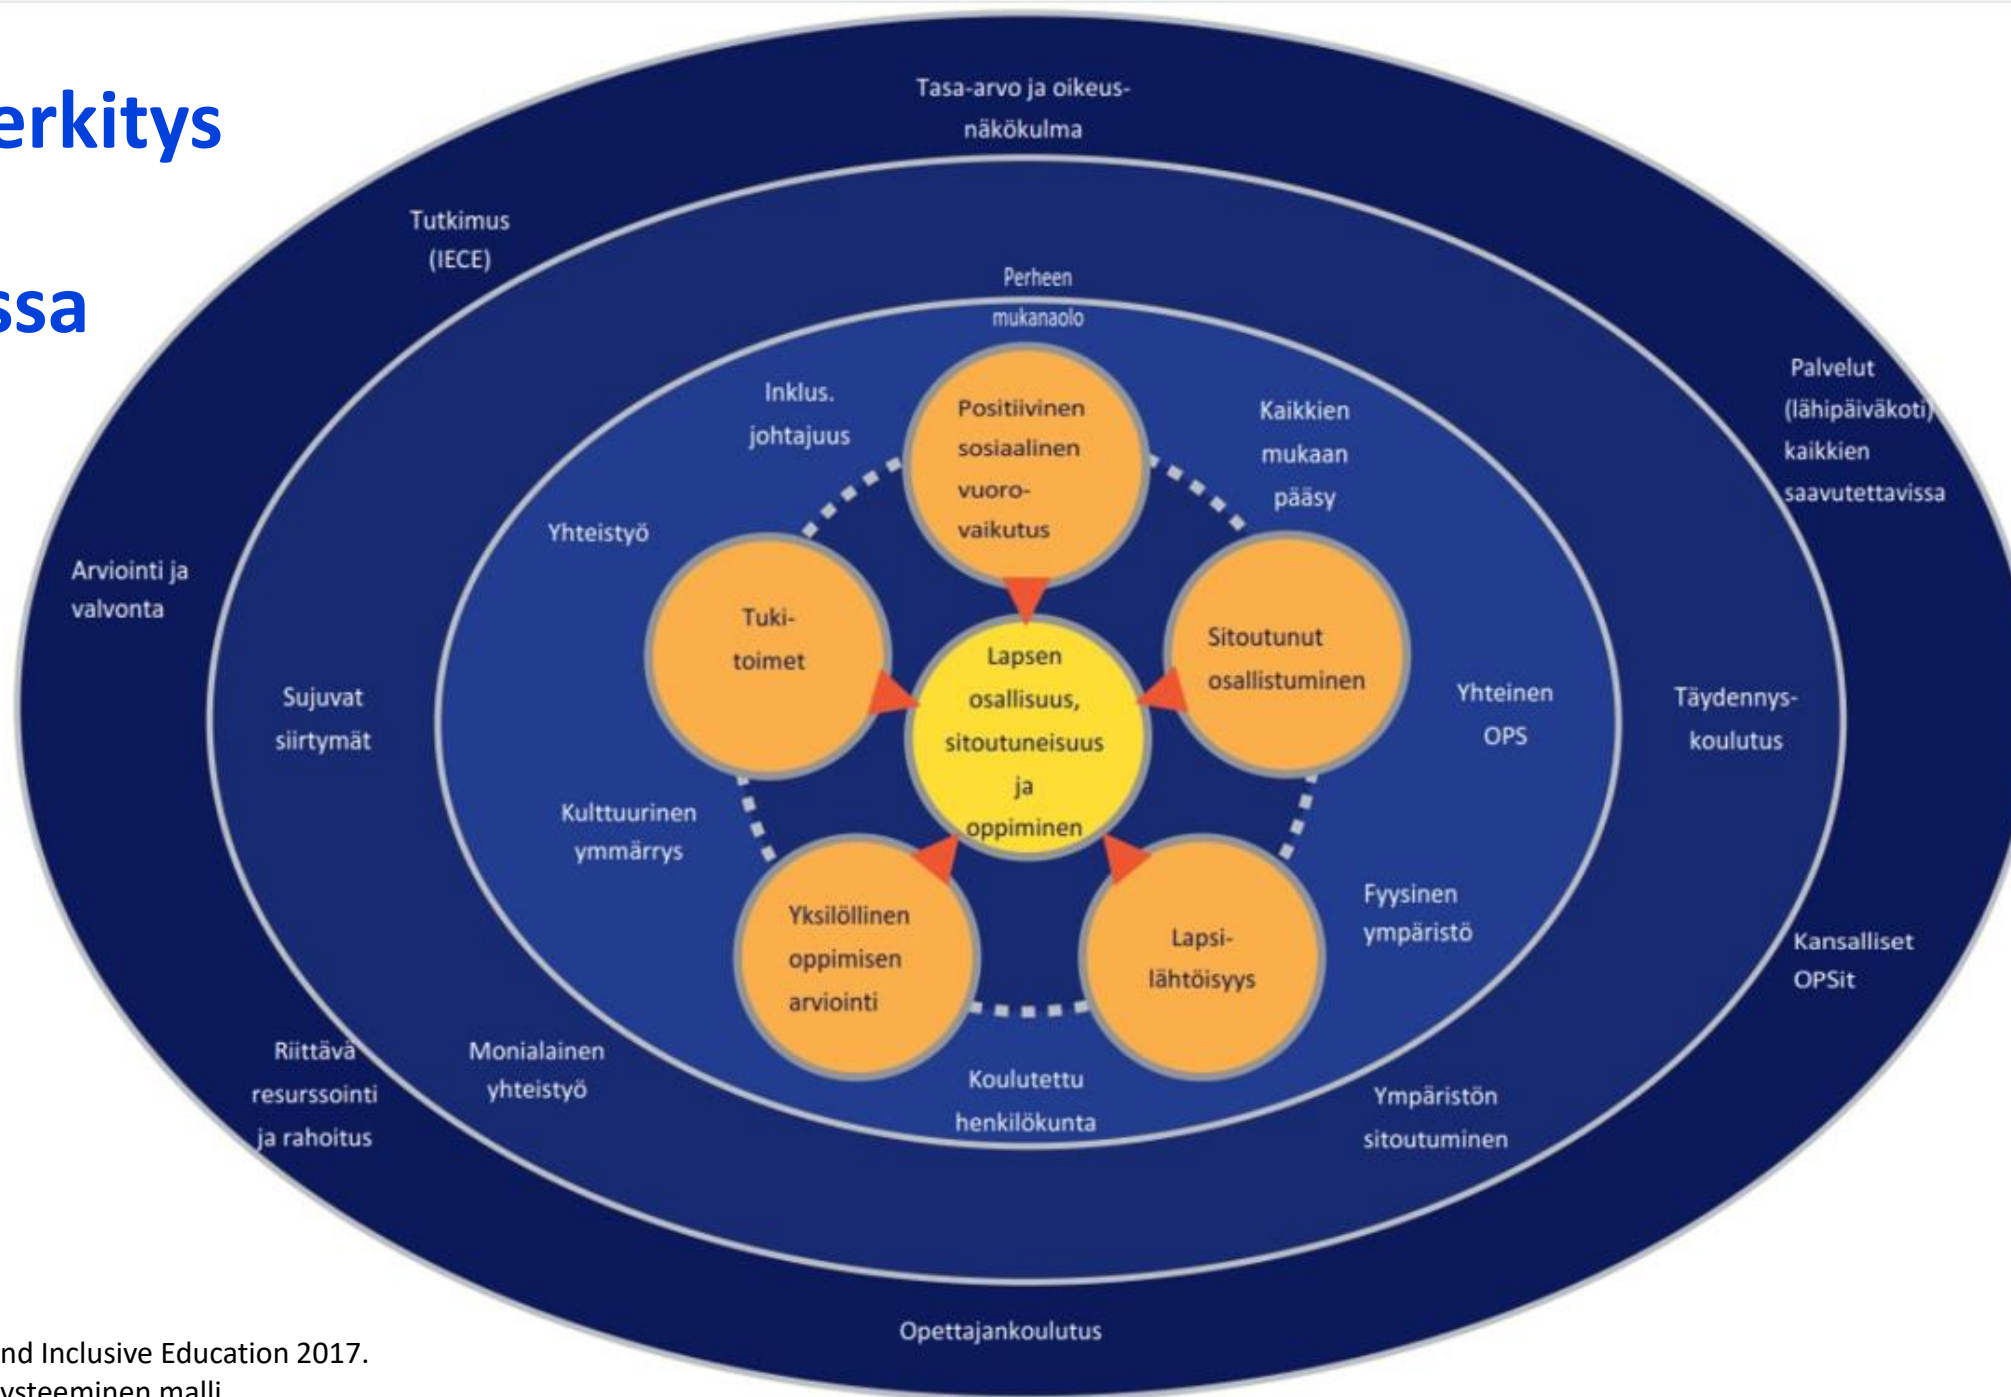 erkitys
ssa
Tasa-arvo ja oikeus-
näkökulma
Tutkimus
(IECE)
Palvelut
(lähipäiväkoti)
kaikkien
saavutettavissa
Arviointi ja
valvonta
Kansalliset
OPSit
Riittävä
resurssointi
ja rahoitus
Opettajankoulutus
Perheen
mukanaolo
Sujuvat
siirtymät
Täydennys-
koulutus
Monialainen
yhteistyö
Ympäristön
sitoutuminen
Inklus.
johtajuus
Kaikkien
mukaan
pääsy
Yhteistyö
Yhteinen
OPS
Kulttuurinen
ymmärrys
Fyysinen
ympäristö
Koulutettu
henkilökunta
Positiivinen
sosiaalinen
vuoro-
vaikutus
Tuki-
toimet
Sitoutunut
osallistuminen
Yksilöllinen
oppimisen
arviointi
Lapsi-
lähtöisyys
Lapsen
osallisuus,
sitoutuneisuus
ja
oppiminen
nd Inclusive Education 2017.
ysteeminen malli